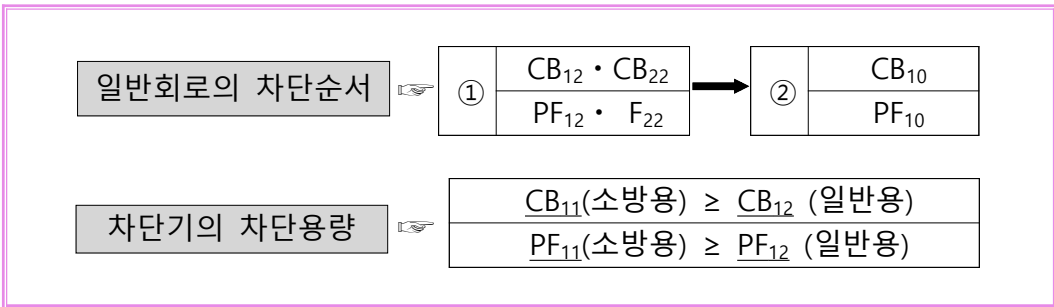 일반회로의 차단순서 ☞ ① CB₁₂・CB₂₂ ➡ ② CB₁₀
PF₁₂・ F₂₂ PF₁₀
차단기의 차단용량 ☞ CB₁₁(소방용) ≥ CB₁₂ (일반용)
PF₁₁(소방용) ≥ PF₁₂ (일반용)